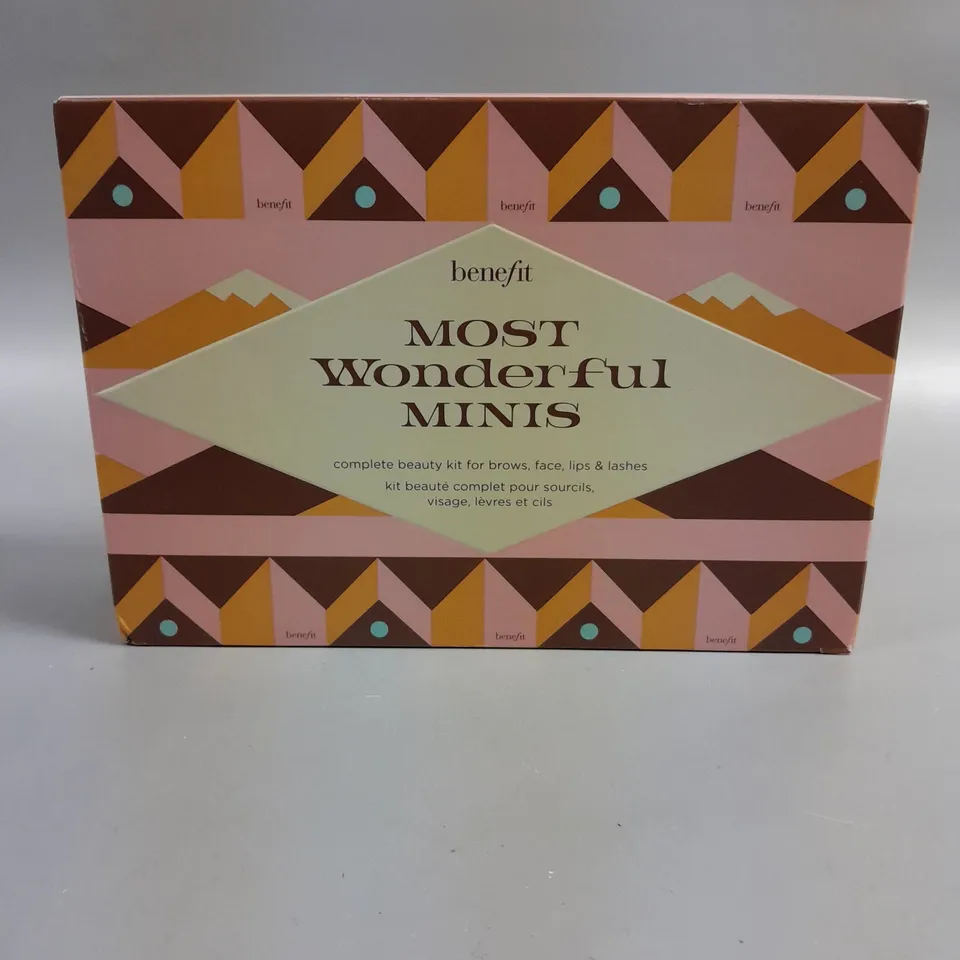 benefit benefit benefit
benefit
MOST
Wonderful
MINIS
complete beauty kit for brows, face, lips & lashes
kit beauté complet pour sourcils,
visage, lèvres et cils
benefit benefit benefit